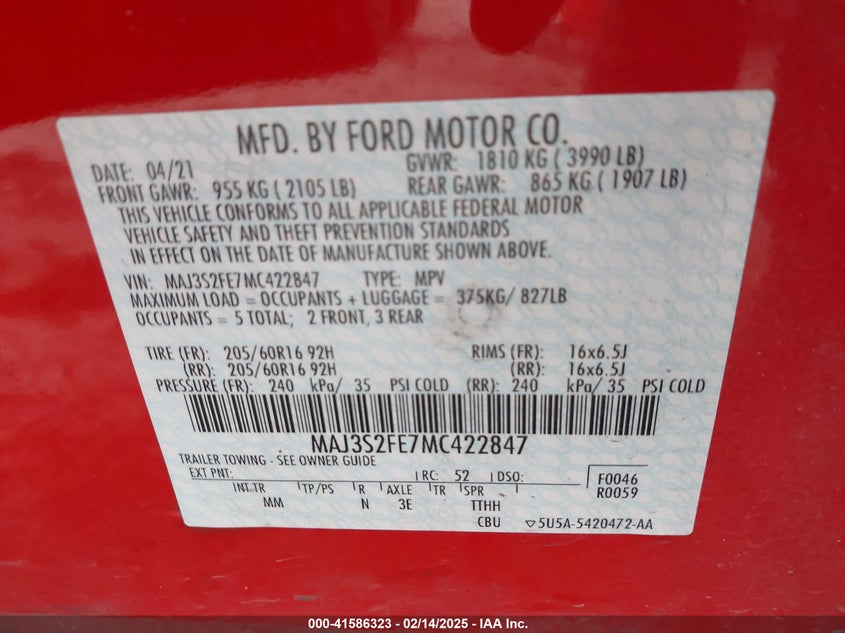 MFD. BY FORD MOTOR CO.
DATE: 04/21 GVWR: 1810 KG ( 3990 LB)
FRONT GAWR: 955 KG ( 2105 LB) REAR GAWR: 865 KG ( 1907 LB)
THIS VEHICLE CONFORMS TO ALL APPLICABLE FEDERAL MOTOR
VEHICLE SAFETY AND THEFT PREVENTION STANDARDS
IN EFFECT ON THE DATE OF MANUFACTURE SHOWN ABOVE.
VIN: MAJ3S2FE7MC422847 TYPE: MPV
MAXIMUM LOAD = OCCUPANTS + LUGGAGE = 375KG/ 827LB
OCCUPANTS = 5 TOTAL; 2 FRONT, 3 REAR
TIRE (FR): 205/60R16 92H RIMS (FR): 16x6.5J
(RR): 205/60R16 92H (RR): 16x6.5J
PRESSURE (FR): 240 kPa/ 35 PSI COLD (RR): 240 kPa/ 35 PSI COLD
MAJ3S2FE7MC422847
TRAILER TOWING - SEE OWNER GUIDE
EXT PNT: RC: 52 DSO: F0046
INT TR TP/PS R AXLE TR SPR R0059
MM N 3E TTHH
CBU ▽5U5A-5420472-AA
000-41586323 - 02/14/2025 - IAA Inc.